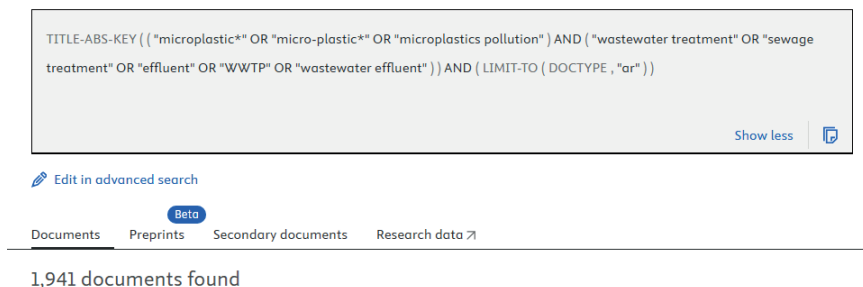 TITLE-ABS-KEY ( ( "microplastic*" OR "micro-plastic*" OR "microplastics pollution" ) AND ( "wastewater treatment" OR "sewage
treatment" OR "effluent" OR "WWTP" OR "wastewater effluent" ) ) AND ( LIMIT-TO ( DOCTYPE , "ar" ) )
Show less
Edit in advanced search
Beta
Documents Preprints Secondary documents Research data
1,941 documents found